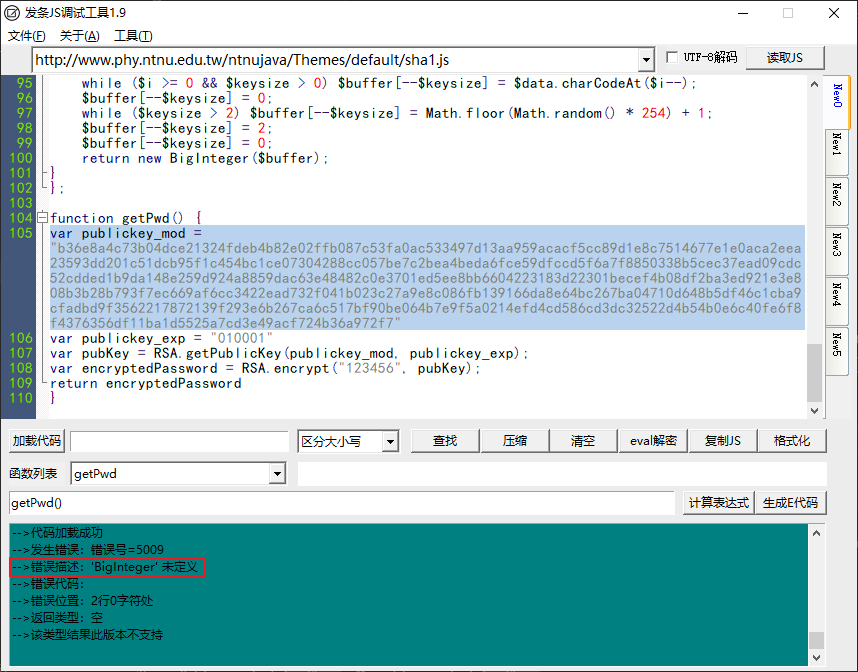 发条JS调试工具1.9
文件(F) 关于(A) 工具(T)
http://www.phy.ntnu.edu.tw/ntnujava/Themes/default/sha1.js UTF-8解码 读取JS
95 while ($i >= 0 && $keysize > 0) $buffer[--$keysize] = $data.charCodeAt($i--);
96 $buffer[--$keysize] = 0;
97 while ($keysize > 2) $buffer[--$keysize] = Math.floor(Math.random() * 254) + 1;
98 $buffer[--$keysize] = 2;
99 $buffer[--$keysize] = 0;
100 return new BigInteger($buffer);
101 }
102 };
103
104 function getPwd() {
105 var publickey_mod =
"b36e8a4c73b04dce21324fdeb4b82e02ffb087c53fa0ac533497d13aa959acacf5cc89d1e8c7514677e1e0aca2eea
23593dd201c51dcb95f1c454bc1ce07304288cc057be7c2bea4beda6fce59dfccd5f6a7f8850338b5cec37ead09cdc
52cdded1b9da148e259d924a8859dac63e48482c0e3701ed5ee8bb6604223183d22301becef4b08df2ba3ed921e3e8
08b3b28b793f7ec669af6cc3422ead732f041b023c27a9e8c086fb139166da8e64bc267ba04710d648b5df46c1cba9
cfadbd9f3562217872139f293e6b267ca6c517bf90be064b7e9f5a0214efd4cd586cd3dc32522d4b54b0e6c40fe6f8
f4376356df11ba1d5525a7cd3e49acf724b36a972f7"
106 var publickey_exp = "010001"
107 var pubKey = RSA.getPublicKey(publickey_mod, publickey_exp);
108 var encryptedPassword = RSA.encrypt("123456", pubKey);
109 return encryptedPassword
110 }
New0
New1
New2
New3
New4
New5
加载代码 区分大小写 查找 压缩 清空 eval解密 复制JS 格式化
函数列表 getPwd
getPwd() 计算表达式 生成E代码
-->代码加载成功
-->发生错误：错误号=5009
-->错误描述：'BigInteger' 未定义
-->错误代码：
-->错误位置：2行0字符处
-->返回类型：空
-->该类型结果此版本不支持